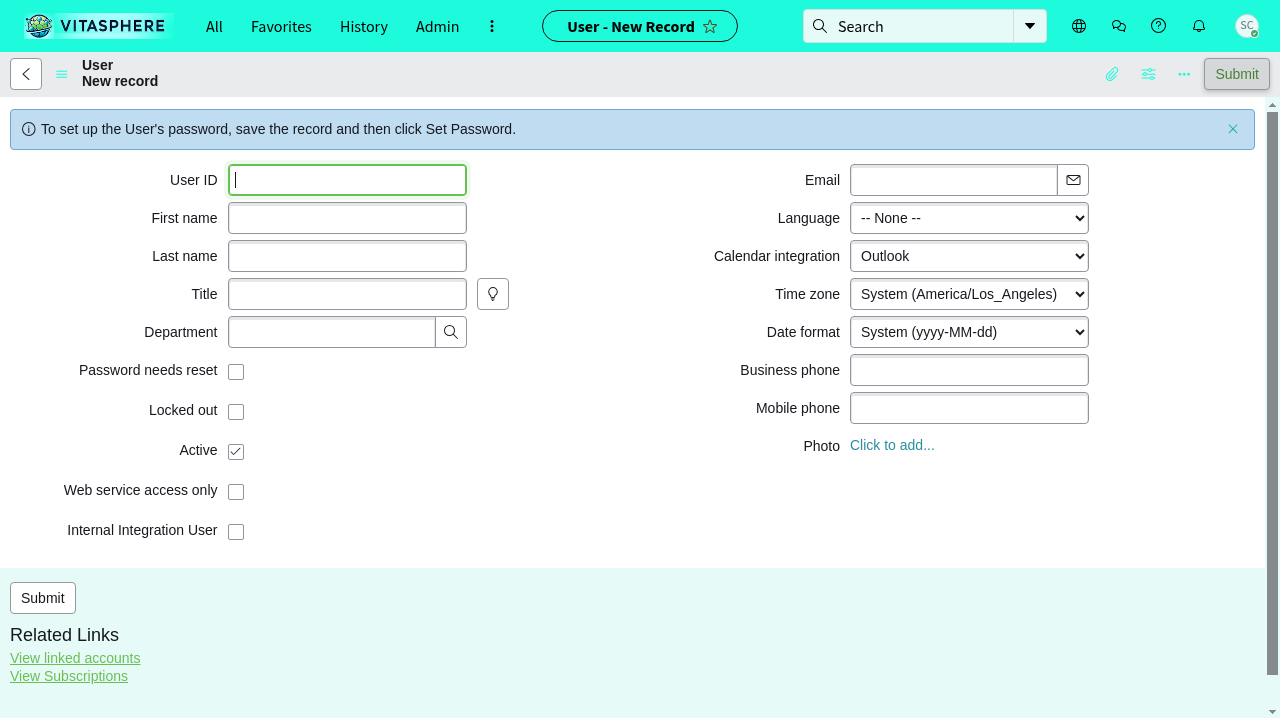 VITASPHERE
All
Favorites
History
Admin
User - New Record
Search
SC
User
New record
Submit
To set up the User's password, save the record and then click Set Password.
User ID
First name
Last name
Title
Department
Password needs reset
Locked out
Active
Web service access only
Internal Integration User
Email
Language
-- None --
Calendar integration
Outlook
Time zone
System (America/Los_Angeles)
Date format
System (yyyy-MM-dd)
Business phone
Mobile phone
Photo
Click to add...
Submit
Related Links
View linked accounts
View Subscriptions